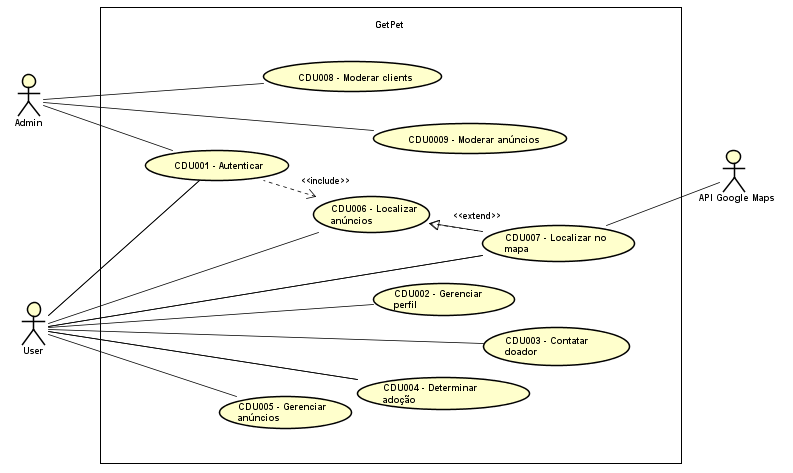 GetPet
CDU008 - Moderar clients
Admin
CDU0009 - Moderar anúncios
CDU001 - Autenticar
<<include>>
API Google Maps
CDU006 - Localizar
anúncios
<<extend>>
CDU007 - Localizar no
mapa
CDU002 - Gerenciar
perfil
User
CDU003 - Contatar
doador
CDU004 - Determinar
adoção
CDU005 - Gerenciar
anúncios